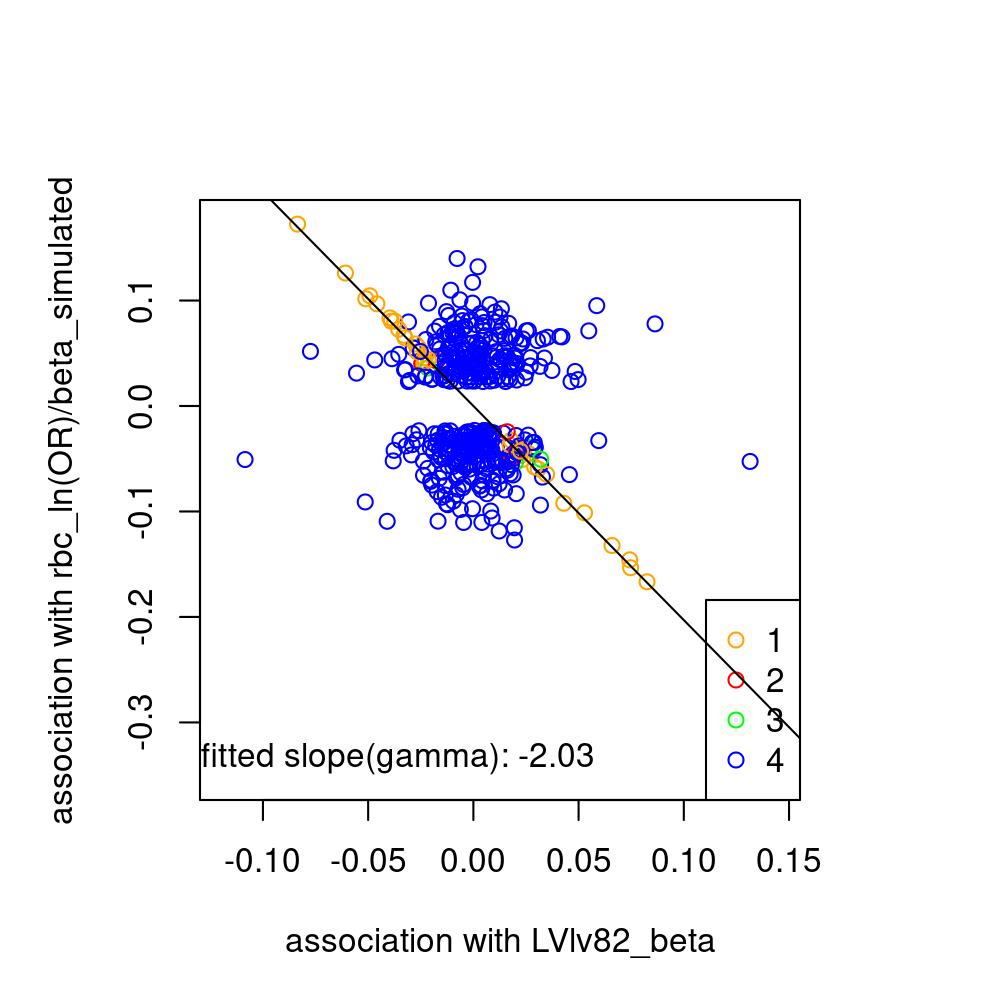 association with rbc_ln(OR)/beta_simulated
0.1
0.0
-0.1
-0.2
-0.3
fitted slope(gamma): -2.03
1
2
3
4
-0.10 -0.05 0.00 0.05 0.10 0.15
association with LVlv82_beta